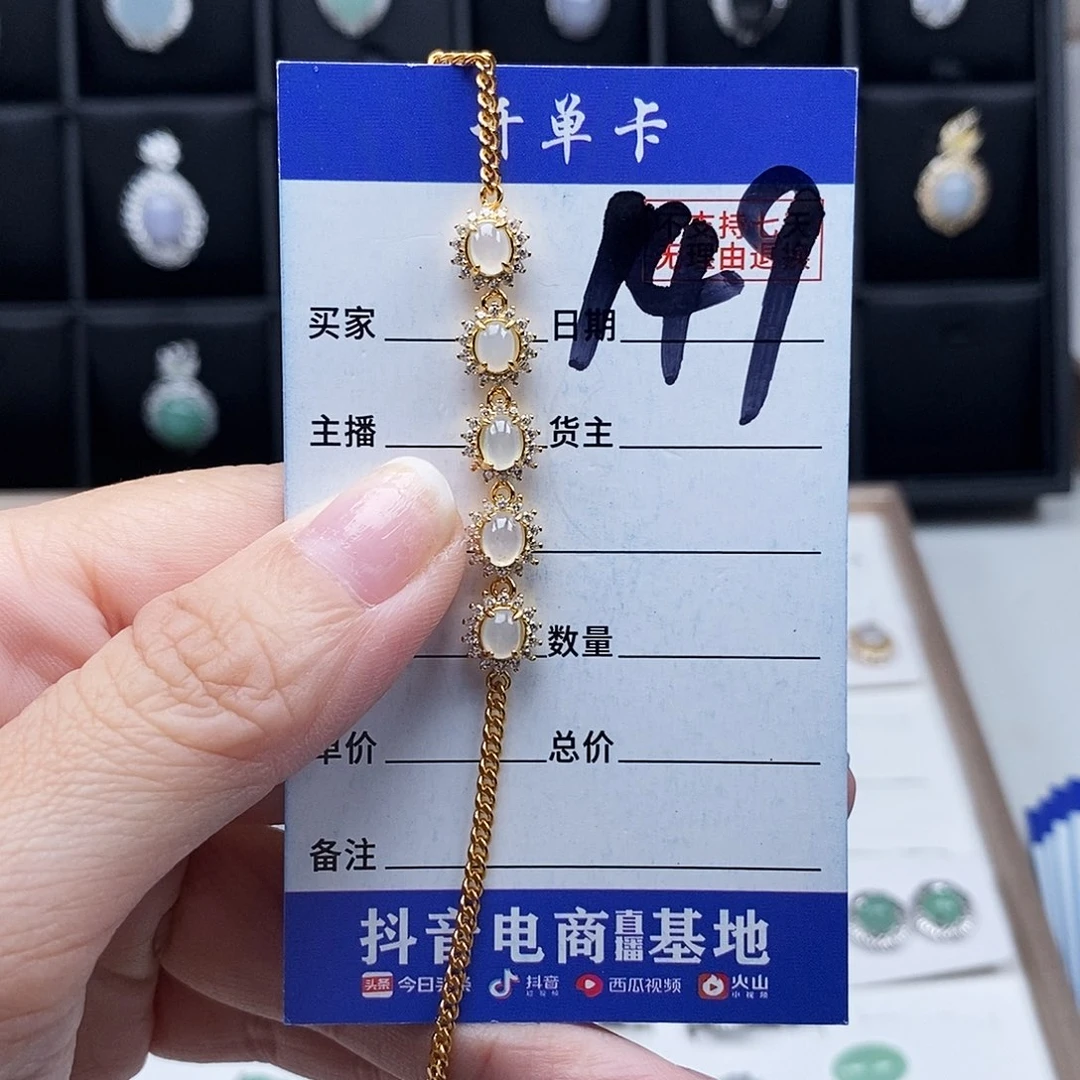 开单卡
149
不支持七天
无理由退换
买家 日期
主播 货主
数量
单价 总价
备注
抖音电商直播基地
今日头条 抖音 西瓜视频 火山